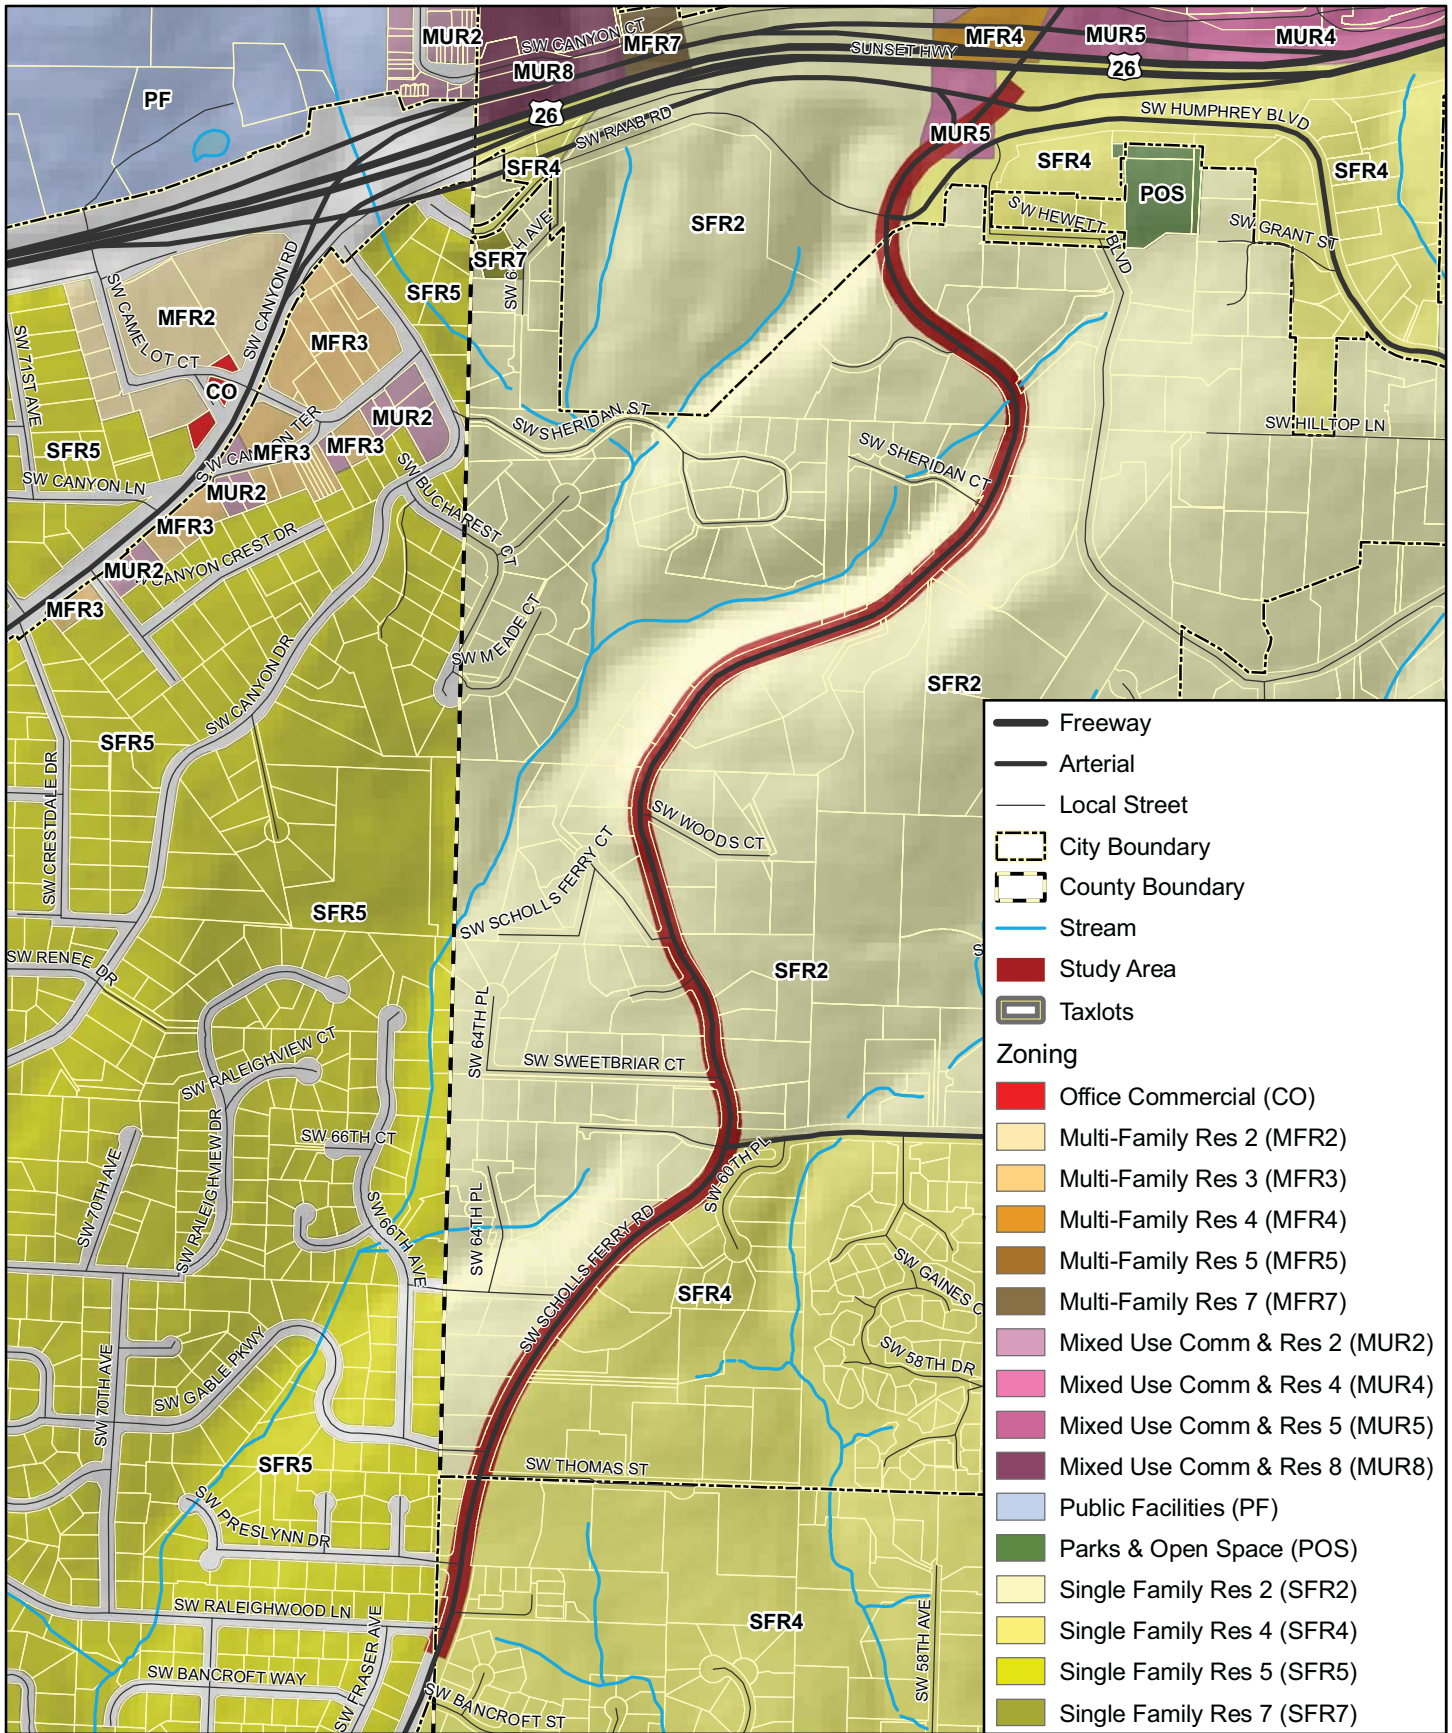 MUR2
SW CANYON CT
MFR7
MFR4
MUR5
MUR4
SUNSET HWY
26
MUR8
PF
26
SW RAAB RD
MUR5
SW HUMPHREY BLVD
SFR4
SFR4
SFR4
POS
SFR2
SW HEWETT BLVD
SW GRANT ST
SFR7
SFR5
SW CANYON RD
SW CAMELOT CT
MFR2
MFR3
SW 71ST AVE
CO
MUR2
SW SHERIDAN ST
SW HILLTOP LN
SFR5
MFR3
MFR3
SW SHERIDAN CT
SW CANYON LN
MUR2
SW BUCHAREST CT
MFR3
MUR2
MFR3
SW MEADE CT
SW CANYON DR
SFR2
SFR5
SW CRESTDALE DR
SW WOODS CT
SW SCHOLLS FERRY CT
SFR5
SW RENEE DR
SFR2
SW 64TH PL
SW RALEIGHVIEW CT
SW SWEETBRIAR CT
SW 66TH CT
SW 60TH PL
SW 70TH AVE
SW RALEIGHVIEW DR
SW 66TH AVE
SW 64TH PL
SW SCHOLLS FERRY RD
SW GAINES C
SFR4
SW 58TH DR
SW GABLE PKWY
SW 70TH AVE
SFR5
SW THOMAS ST
SW PRESLYNN DR
SW RALEIGHWOOD LN
SFR4
SW 58TH AVE
SW FRASER AVE
SW BANCROFT WAY
SW BANCROFT ST
Freeway
Arterial
Local Street
City Boundary
County Boundary
Stream
Study Area
Taxlots
Zoning
Office Commercial (CO)
Multi-Family Res 2 (MFR2)
Multi-Family Res 3 (MFR3)
Multi-Family Res 4 (MFR4)
Multi-Family Res 5 (MFR5)
Multi-Family Res 7 (MFR7)
Mixed Use Comm & Res 2 (MUR2)
Mixed Use Comm & Res 4 (MUR4)
Mixed Use Comm & Res 5 (MUR5)
Mixed Use Comm & Res 8 (MUR8)
Public Facilities (PF)
Parks & Open Space (POS)
Single Family Res 2 (SFR2)
Single Family Res 4 (SFR4)
Single Family Res 5 (SFR5)
Single Family Res 7 (SFR7)